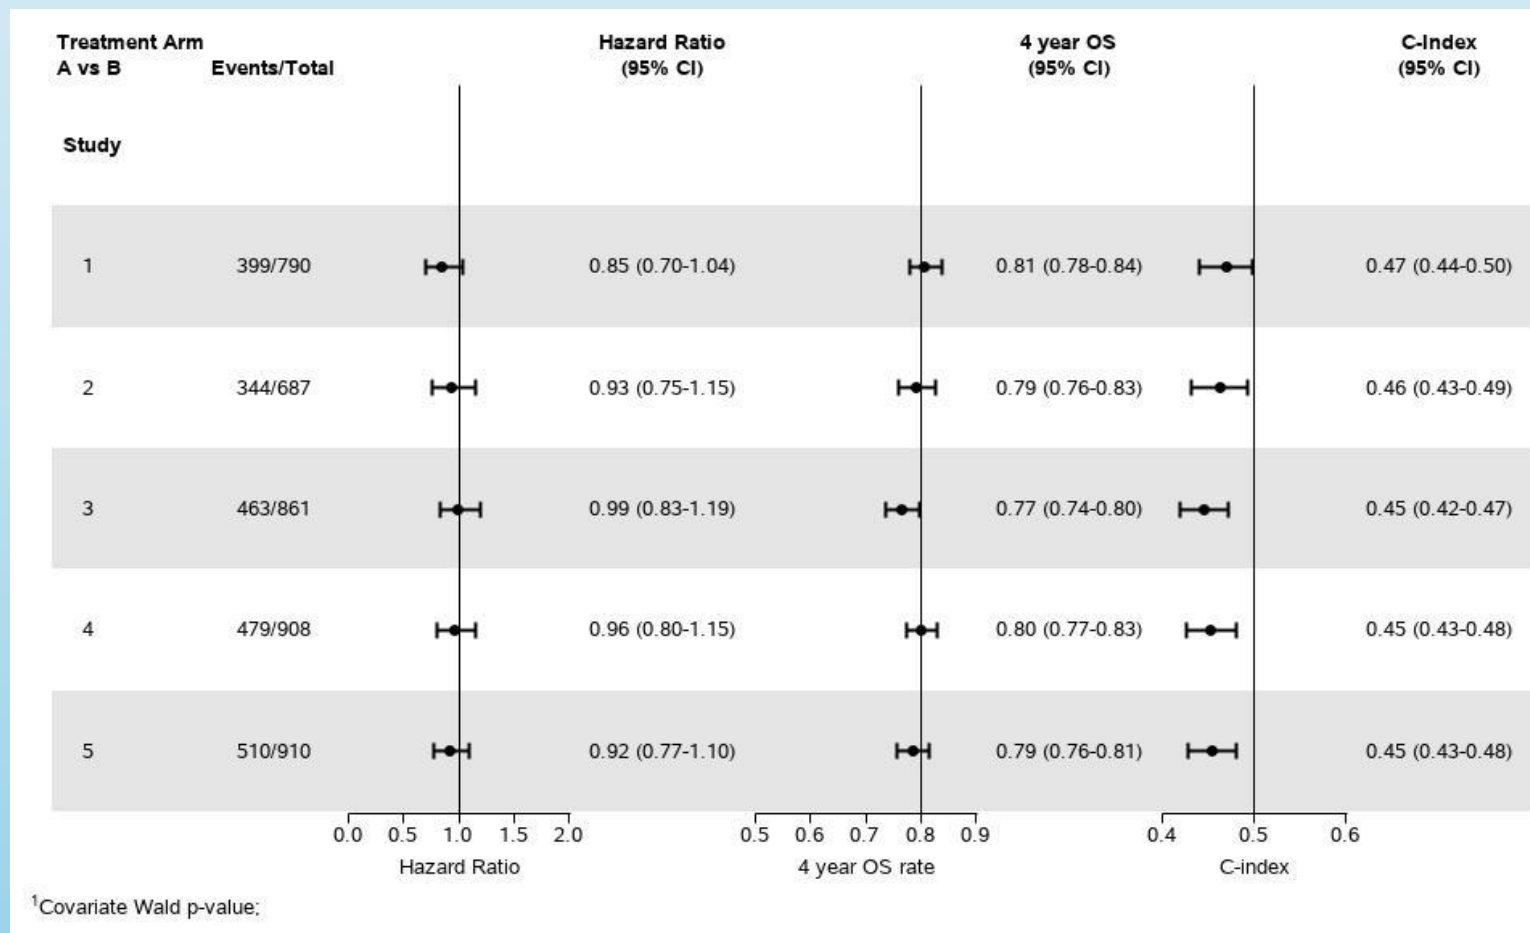 Treatment Arm Hazard Ratio 4 year OS C-Index
A vs B Events/Total (95% CI) (95% CI) (95% CI)
Study
1 399/790 0.85 (0.70-1.04) 0.81 (0.78-0.84) 0.47 (0.44-0.50)
2 344/687 0.93 (0.75-1.15) 0.79 (0.76-0.83) 0.46 (0.43-0.49)
3 463/861 0.99 (0.83-1.19) 0.77 (0.74-0.80) 0.45 (0.42-0.47)
4 479/908 0.96 (0.80-1.15) 0.80 (0.77-0.83) 0.45 (0.43-0.48)
5 510/910 0.92 (0.77-1.10) 0.79 (0.76-0.81) 0.45 (0.43-0.48)
0.0 0.5 1.0 1.5 2.0 0.5 0.6 0.7 0.8 0.9 0.4 0.5 0.6
Hazard Ratio 4 year OS rate C-index
¹Covariate Wald p-value;